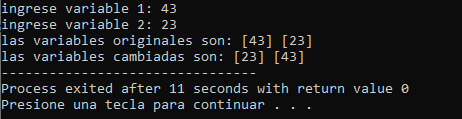 ingrese variable 1: 43
ingrese variable 2: 23
las variables originales son: [43] [23]
las variables cambiadas son: [23] [43]
--------------------------------
Process exited after 11 seconds with return value 0
Presione una tecla para continuar . . .